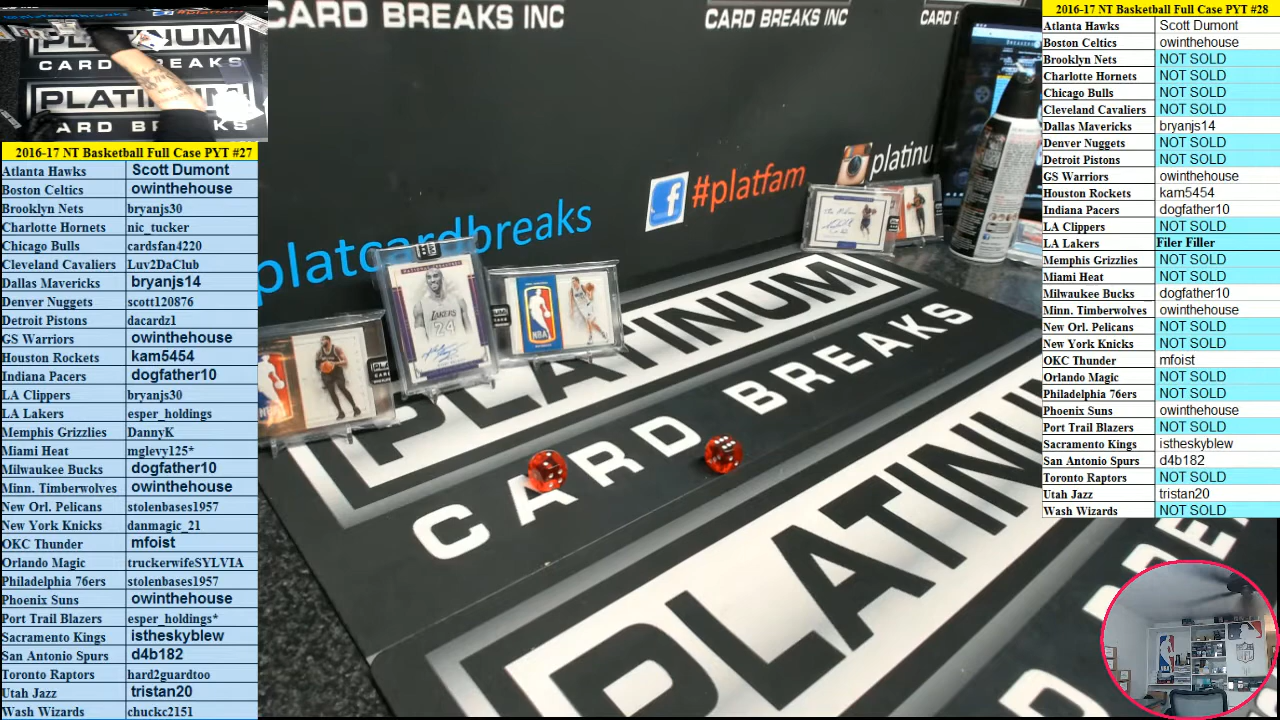 PLATINUM
CARD BREAKS
PLATINUM
CARD BREAKS INC
CARD BREAKS INC
CARD B
2016-17 NT Basketball Full Case PYT #27
Atlanta Hawks Scott Dumont
Boston Celtics owinthehouse
Brooklyn Nets bryanjs30
Charlotte Hornets nic_tucker
Chicago Bulls cardsfan4220
Cleveland Cavaliers Luv2DaClub
Dallas Mavericks bryanjs14
Denver Nuggets scott120876
Detroit Pistons dacardz1
GS Warriors owinthehouse
Houston Rockets kam5454
Indiana Pacers dogfather10
LA Clippers bryanjs30
LA Lakers esper_holdings
Memphis Grizzlies DannyK
Miami Heat mglevy125*
Milwaukee Bucks dogfather10
Minn. Timberwolves owinthehouse
New Orl. Pelicans stolenbases1957
New York Knicks danmagic_21
OKC Thunder mfoist
Orlando Magic truckerwifeSYLVIA
Philadelphia 76ers stolenbases1957
Phoenix Suns owinthehouse
Port Trail Blazers esper_holdings*
Sacramento Kings istheskyblew
San Antonio Spurs d4b182
Toronto Raptors hard2guardtoo
Utah Jazz tristan20
Wash Wizards chuckc2151
platcardbreaks
#platfam
platinu
LAKERS
24
NBA
PLATINUM
CARD BREAKS
PLATINU
2016-17 NT Basketball Full Case PYT #28
Atlanta Hawks Scott Dumont
Boston Celtics owinthehouse
Brooklyn Nets NOT SOLD
Charlotte Hornets NOT SOLD
Chicago Bulls NOT SOLD
Cleveland Cavaliers NOT SOLD
Dallas Mavericks bryanjs14
Denver Nuggets NOT SOLD
Detroit Pistons NOT SOLD
GS Warriors owinthehouse
Houston Rockets kam5454
Indiana Pacers dogfather10
LA Clippers NOT SOLD
LA Lakers Filer Filler
Memphis Grizzlies NOT SOLD
Miami Heat NOT SOLD
Milwaukee Bucks dogfather10
Minn. Timberwolves owinthehouse
New Orl. Pelicans NOT SOLD
New York Knicks NOT SOLD
OKC Thunder mfoist
Orlando Magic NOT SOLD
Philadelphia 76ers NOT SOLD
Phoenix Suns owinthehouse
Port Trail Blazers NOT SOLD
Sacramento Kings istheskyblew
San Antonio Spurs d4b182
Toronto Raptors NOT SOLD
Utah Jazz tristan20
Wash Wizards NOT SOLD